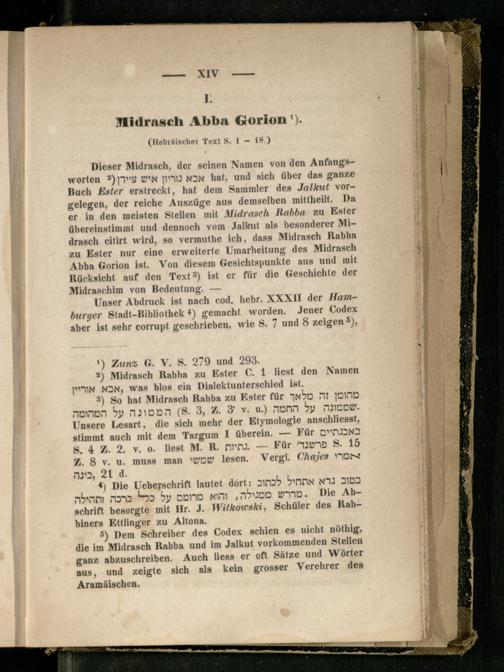 — XIV —
I.
Midrasch Abba Gorion ¹).
(Hebräischer Text S. 1 – 18.)
Dieser Midrasch, der seinen Namen von den Anfangs-
worten ²) אבא גוריון איש ציידן hat, und sich über das ganze
Buch Ester erstreckt, hat dem Sammler des Jalkut vor-
gelegen, der reiche Auszüge aus demselben mittheilt. Da
er in den meisten Stellen mit Midrasch Rabba zu Ester
übereinstimmt und dennoch vom Jalkut als besonderer Mi-
drasch citirt wird, so vermuthe ich, dass Midrasch Rabba
zu Ester nur eine erweiterte Umarbeitung des Midrasch
Abba Gorion ist. Von diesem Gesichtspunkte aus und mit
Rücksicht auf den Text ³) ist er für die Geschichte der
Midraschim von Bedeutung. —
Unser Abdruck ist nach cod. hebr. XXXII der Ham-
burger Stadt-Bibliothek ⁴) gemacht worden. Jener Codex
aber ist sehr corrupt geschrieben, wie S. 7 und 8 zeigen ⁵),
¹) Zunz G. V. S. 279 und 293.
²) Midrasch Rabba zu Ester C. 1 liest den Namen
אבא אוריין, was blos ein Dialektunterschied ist.
³) So hat Midrasch Rabba zu Ester für מהומן זה מלאך
שממונה על החמה (S. 3, Z. 3 v. u.) הממונה על המהומה.
Unsere Lesart, die sich mehr der Etymologie anschliesst,
stimmt auch mit dem Targum I überein. — Für
S. 4 Z. 2. v. o. liest M. R. גתיות. — Für פרשנד׳ S. 15
Z. 8 v. u. muss man שמשי lesen. Vergl. Chajes אמרי
בינה, 21 d.
⁴) Die Ueberschrift lautet dort: בטוב גדא אתחיל לכתוב
מדרש ממגילה, והוא מרומם על כל ברכה ותהילה. Die Ab-
schrift besorgte mit Hr. J. Witkowski, Schüler des Rab-
biners Ettlinger zu Altona.
⁵) Dem Schreiber des Codex schien es nicht nöthig,
die im Midrasch Rabba und im Jalkut vorkommenden Stellen
ganz abzuschreiben. Auch liess er oft Sätze und Wörter
aus, und zeigte sich als kein grosser Verehrer des
Aramäischen.